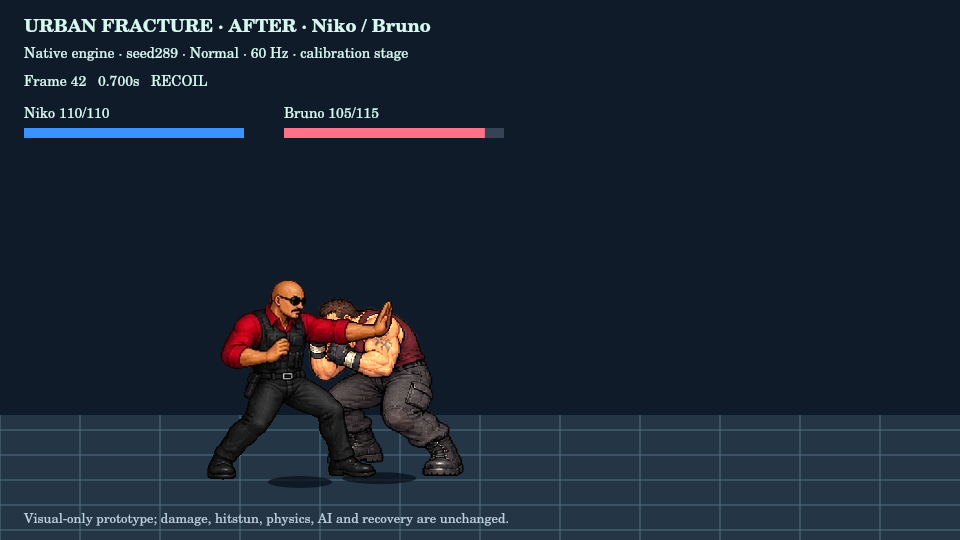 URBAN FRACTURE · AFTER · Niko / Bruno
Native engine · seed289 · Normal · 60 Hz · calibration stage
Frame 42 0.700s RECOIL
Niko 110/110 Bruno 105/115
Visual-only prototype; damage, hitstun, physics, AI and recovery are unchanged.